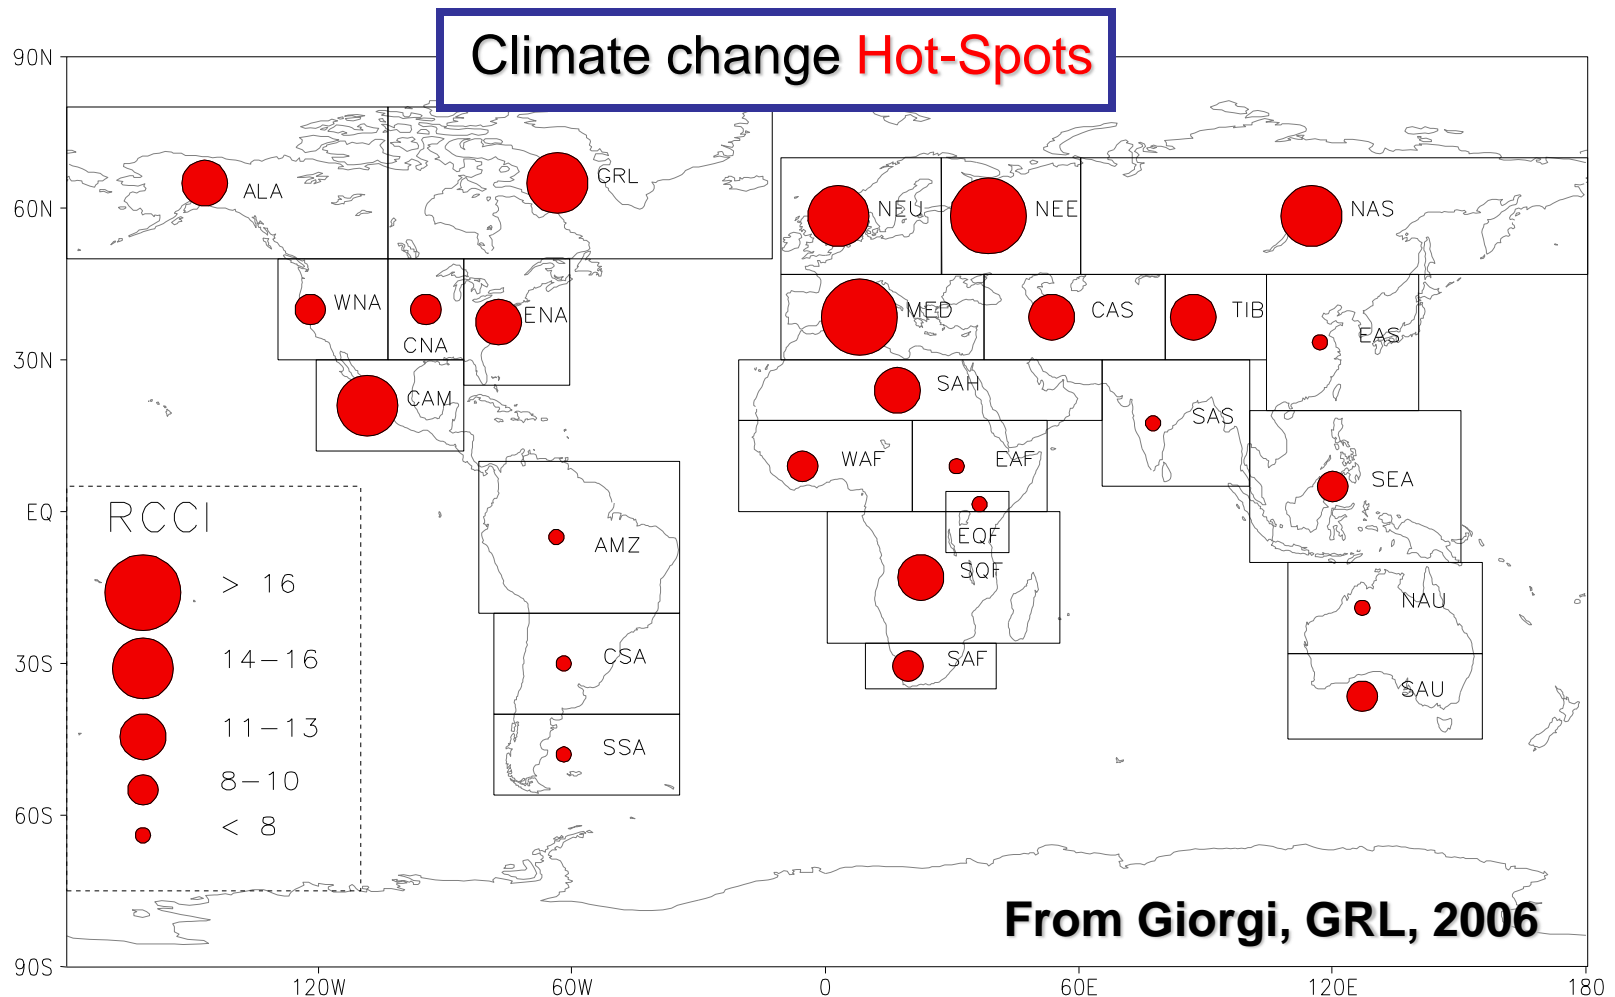 Climate change Hot-Spots
90N
60N
30N
EQ
30S
60S
90S
ALA
GRL
NEU
NEE
NAS
WNA
CNA
ENA
MED
CAS
TIB
EAS
CAM
SAH
SAS
WAF
EAF
SEA
EQF
AMZ
SQF
NAU
CSA
SAF
SAU
SSA
RCCI
> 16
14-16
11-13
8-10
< 8
From Giorgi, GRL, 2006
120W
60W
0
60E
120E
180